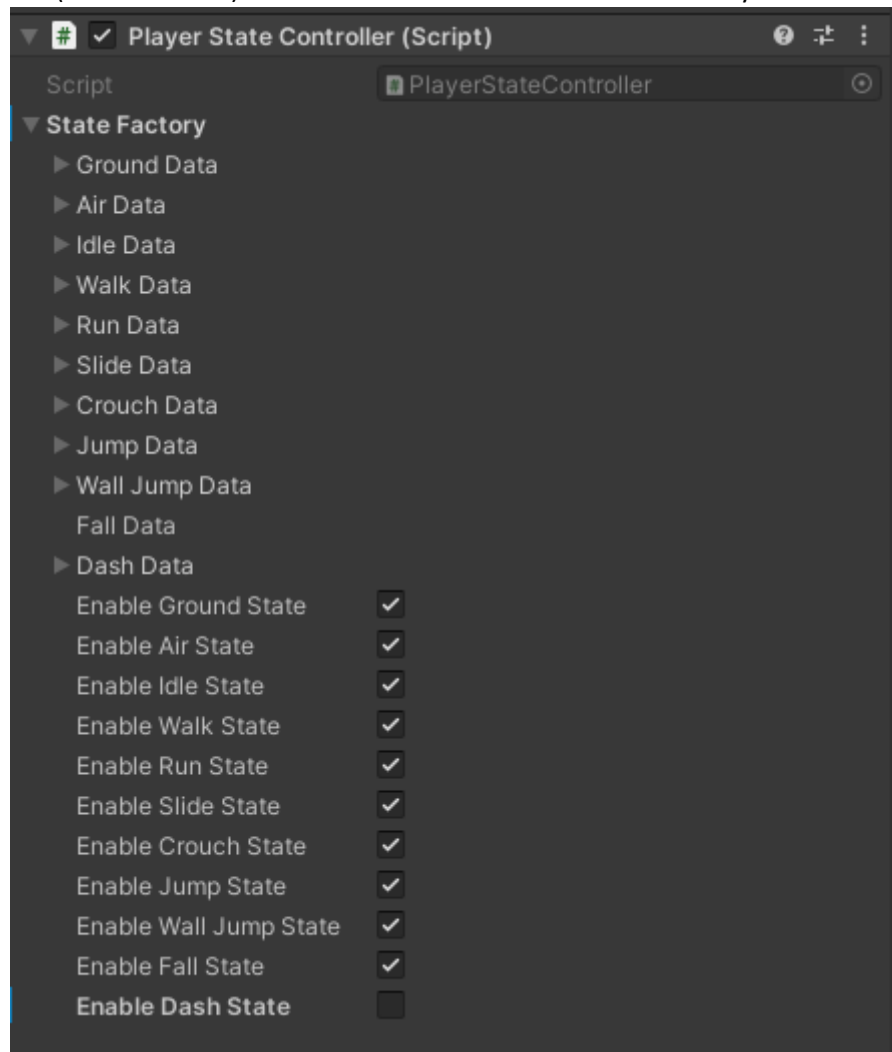 Player State Controller (Script)
Script PlayerStateController
State Factory
Ground Data
Air Data
Idle Data
Walk Data
Run Data
Slide Data
Crouch Data
Jump Data
Wall Jump Data
Fall Data
Dash Data
Enable Ground State
Enable Air State
Enable Idle State
Enable Walk State
Enable Run State
Enable Slide State
Enable Crouch State
Enable Jump State
Enable Wall Jump State
Enable Fall State
Enable Dash State